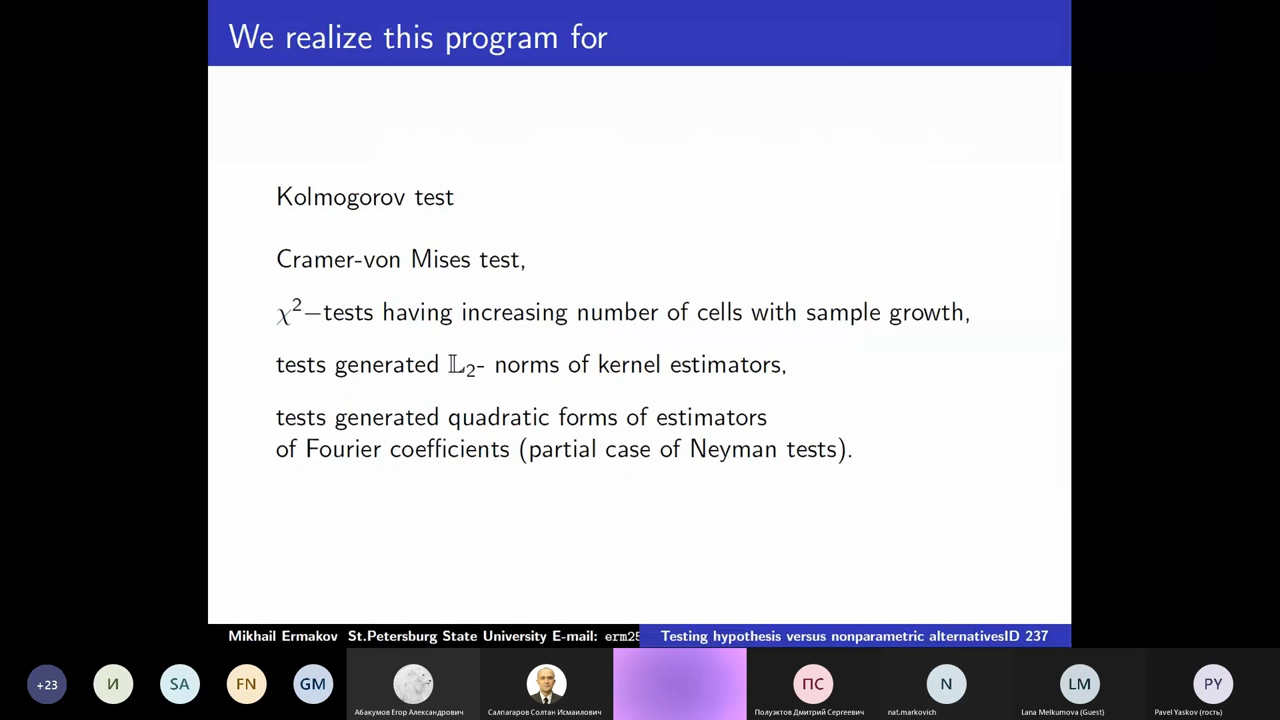 We realize this program for
Kolmogorov test
Cramer-von Mises test,
χ²−tests having increasing number of cells with sample growth,
tests generated 𝕃₂- norms of kernel estimators,
tests generated quadratic forms of estimators
of Fourier coefficients (partial case of Neyman tests).
Mikhail Ermakov St.Petersburg State University E-mail: erm25
Testing hypothesis versus nonparametric alternativesID 237
+23
И
SA
FN
GM
ПС
N
LM
PY
Абакумов Егор Александрович
Салпагаров Солтан Исмаилович
Полуэктов Дмитрий Сергеевич
nat.markovich
Lana Melkumova (Guest)
Pavel Yaskov (гость)